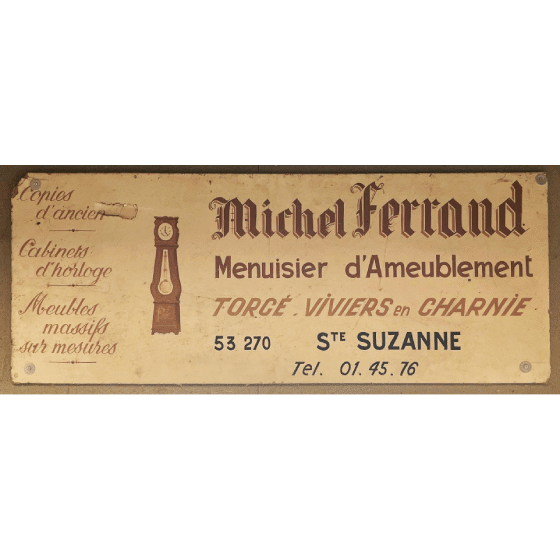 Copies
d'ancien
Cabinets
d'horloge
Meubles
massifs
sur mesures
Michel Ferrand
Menuisier d'Ameublement
TORCÉ VIVIERS en CHARNIE
53 270 STE SUZANNE
Tel. 01.45.76